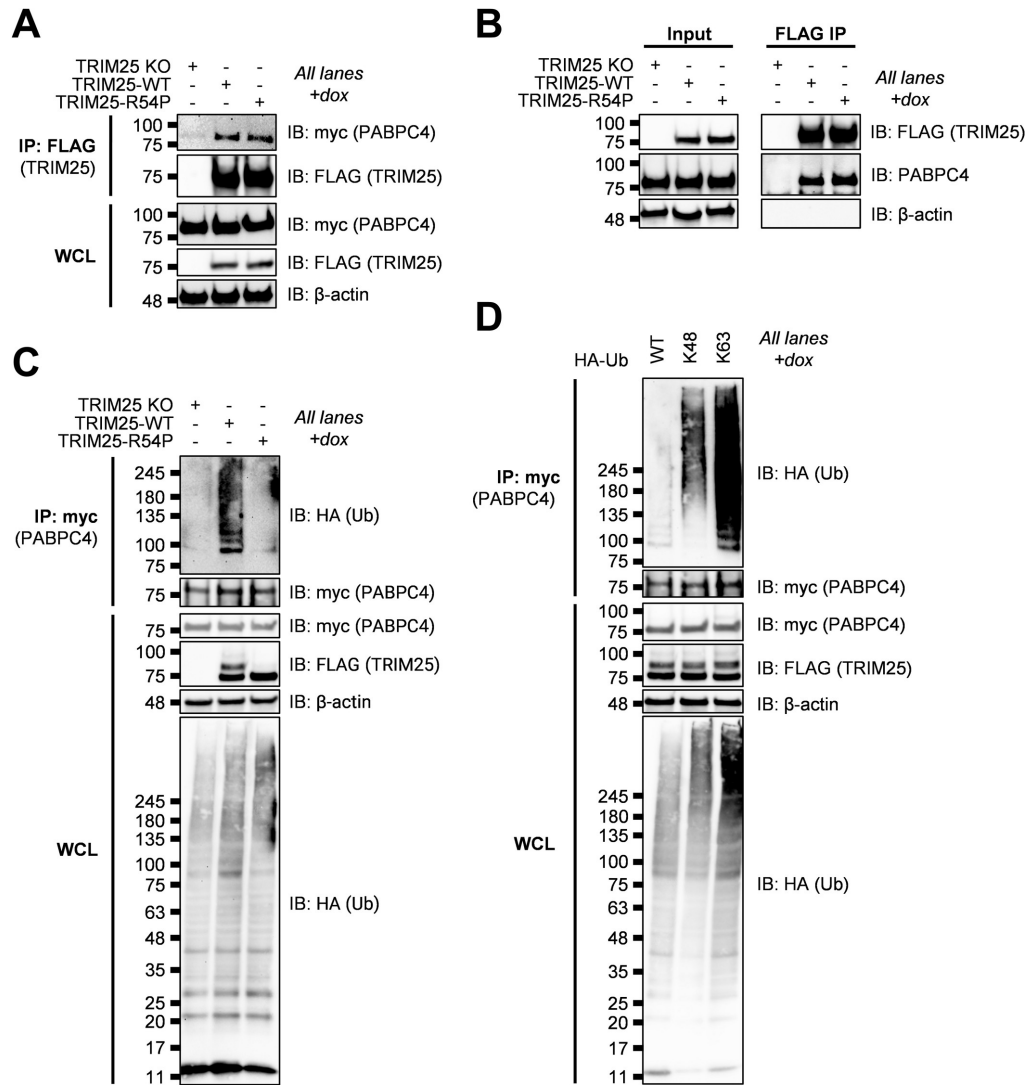 A
TRIM25 KO + - -
TRIM25-WT - + -
TRIM25-R54P - - +
All lanes
+dox
IP: FLAG
(TRIM25)
100
75
IB: myc (PABPC4)
75
IB: FLAG (TRIM25)
WCL
100
75
IB: myc (PABPC4)
75
IB: FLAG (TRIM25)
48
IB: β-actin
B
Input
FLAG IP
TRIM25 KO + - - + - -
TRIM25-WT - + - - + -
TRIM25-R54P - - + - - +
All lanes
+dox
100
75
IB: FLAG (TRIM25)
100
75
IB: PABPC4
48
IB: β-actin
C
TRIM25 KO + - -
TRIM25-WT - + -
TRIM25-R54P - - +
All lanes
+dox
IP: myc
(PABPC4)
245
180
135
100
75
IB: HA (Ub)
75
IB: myc (PABPC4)
WCL
75
IB: myc (PABPC4)
100
75
IB: FLAG (TRIM25)
48
IB: β-actin
245
180
135
100
75
63
48
35
25
20
17
11
IB: HA (Ub)
D
HA-Ub
WT
K48
K63
All lanes
+dox
IP: myc
(PABPC4)
245
180
135
100
75
IB: HA (Ub)
75
IB: myc (PABPC4)
WCL
100
75
IB: myc (PABPC4)
100
75
IB: FLAG (TRIM25)
48
IB: β-actin
245
180
135
100
75
63
48
35
25
20
17
11
IB: HA (Ub)